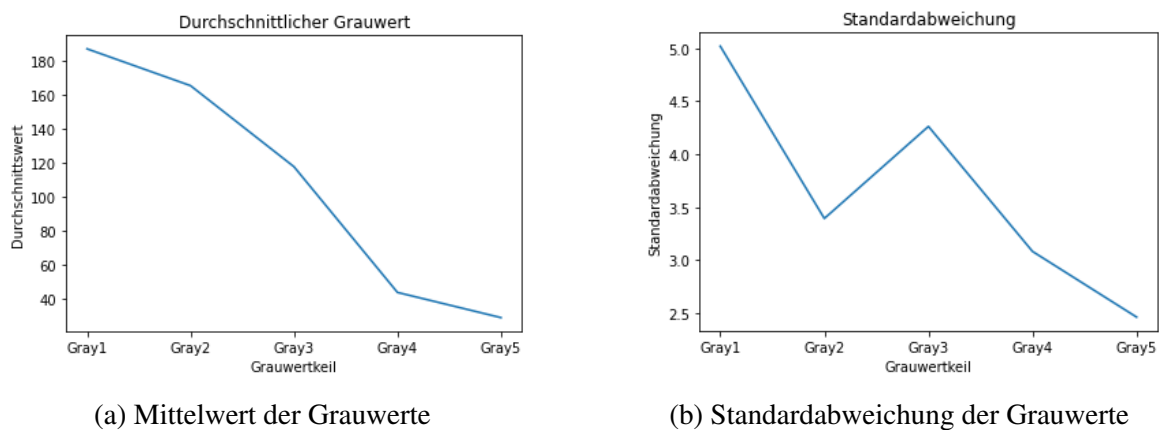 Durchschnittlicher Grauwert
180
160
140
120
100
80
60
40
Durchschnittswert
Gray1 Gray2 Gray3 Gray4 Gray5
Grauwertkeil
(a) Mittelwert der Grauwerte
Standardabweichung
5.0
4.5
4.0
3.5
3.0
2.5
Standardabweichung
Gray1 Gray2 Gray3 Gray4 Gray5
Grauwertkeil
(b) Standardabweichung der Grauwerte